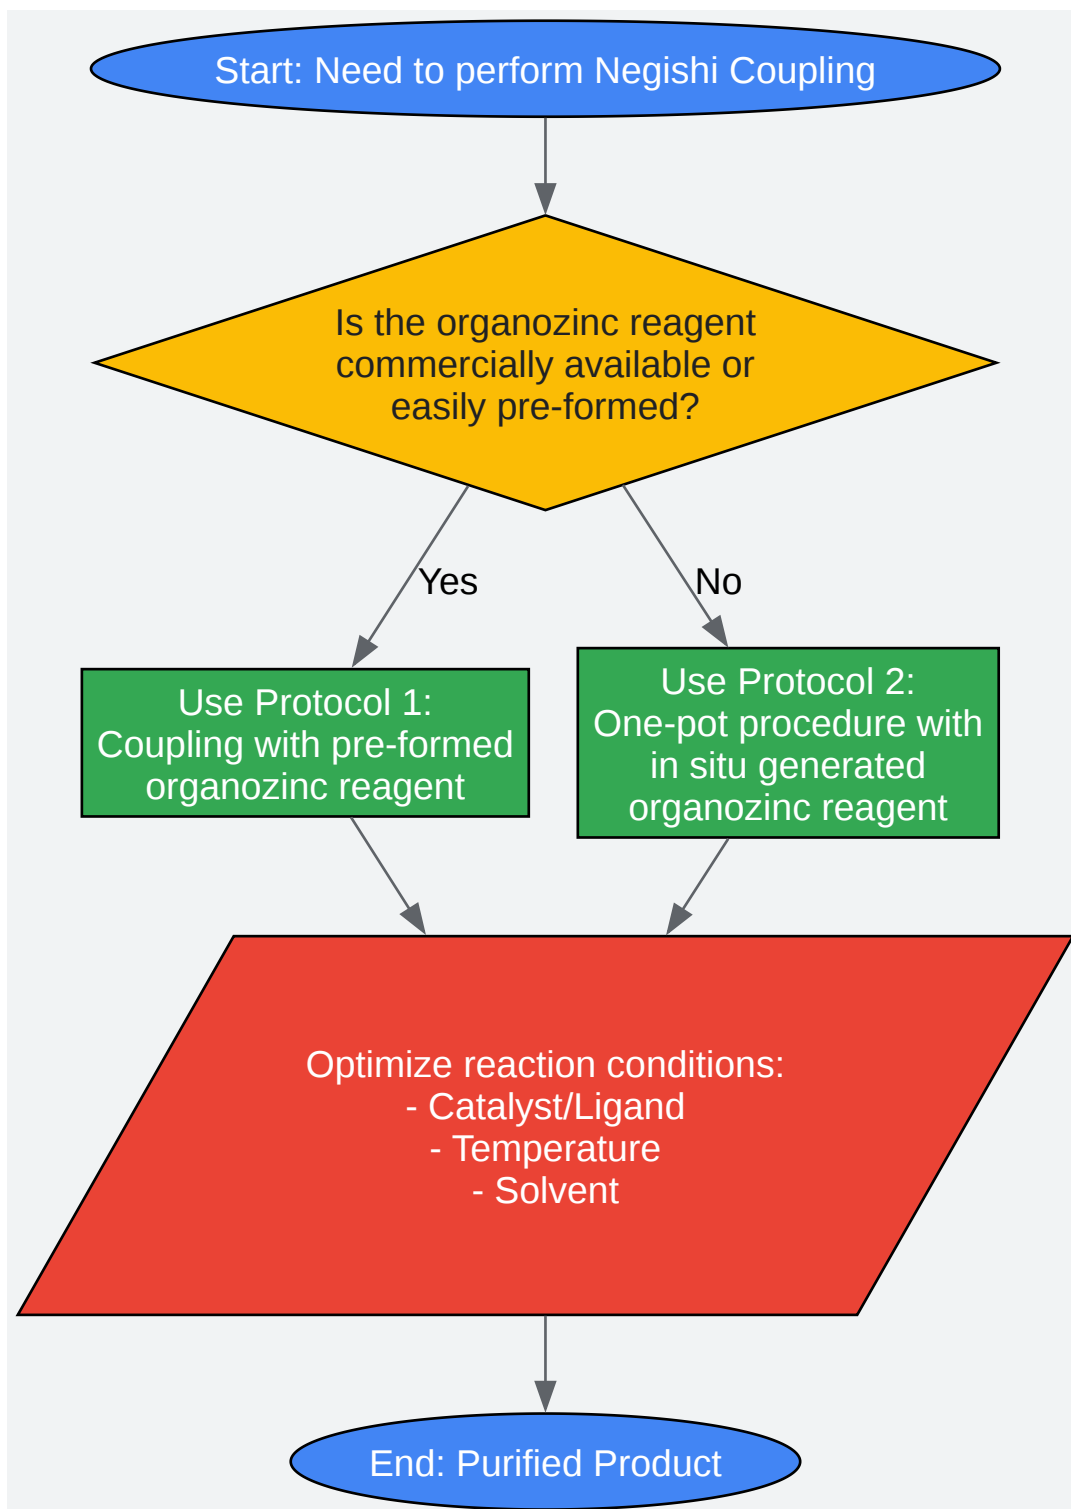 Start: Need to perform Negishi Coupling
Is the organozinc reagent
commercially available or
easily pre-formed?
Yes
No
Use Protocol 1:
Coupling with pre-formed
organozinc reagent
Use Protocol 2:
One-pot procedure with
in situ generated
organozinc reagent
Optimize reaction conditions:
- Catalyst/Ligand
- Temperature
- Solvent
End: Purified Product